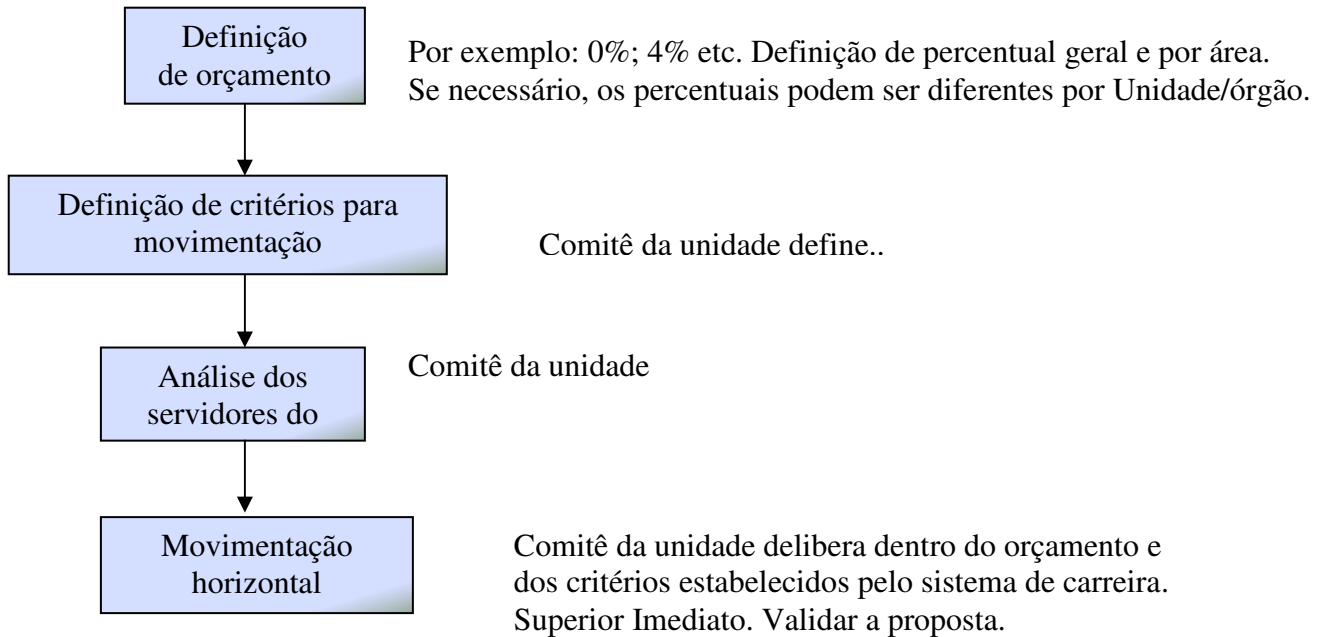 Definição
de orçamento
Por exemplo: 0%; 4% etc. Definição de percentual geral e por área.
Se necessário, os percentuais podem ser diferentes por Unidade/órgão.
Definição de critérios para
movimentação
Comitê da unidade define..
Análise dos
servidores do
Comitê da unidade
Movimentação
horizontal
Comitê da unidade delibera dentro do orçamento e
dos critérios estabelecidos pelo sistema de carreira.
Superior Imediato. Validar a proposta.